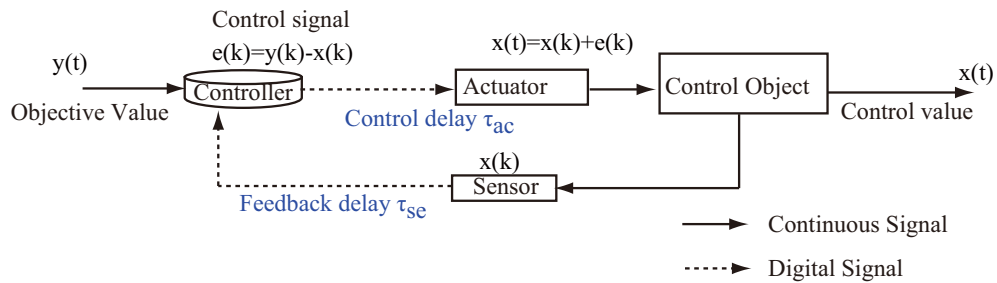 Control signal
e(k)=y(k)-x(k)
x(t)=x(k)+e(k)
y(t)
Controller
Actuator
Control Object
x(t)
Objective Value
Control delay τac
Control value
x(k)
Sensor
Feedback delay τse
Continuous Signal
Digital Signal